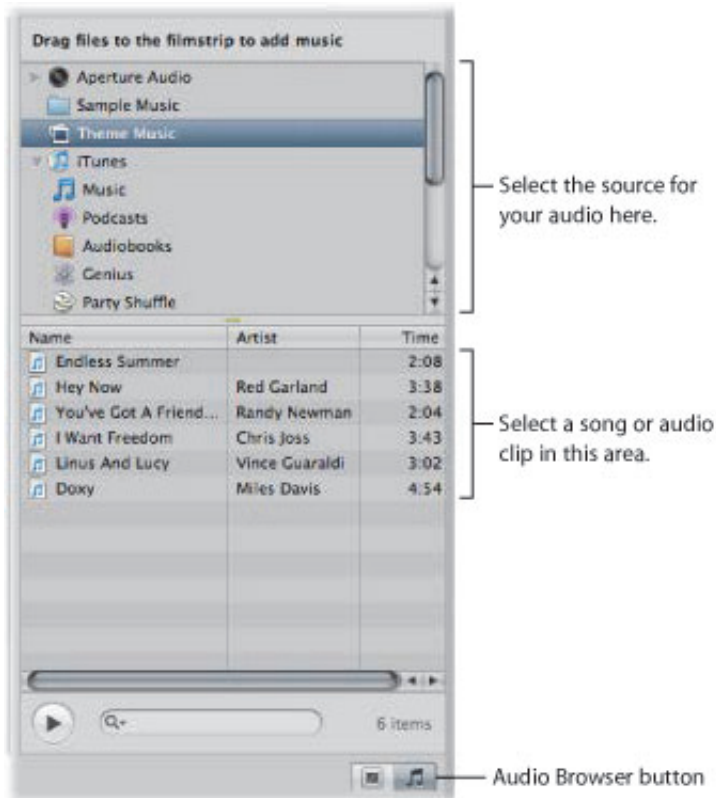 Drag files to the filmstrip to add music
Aperture Audio
Sample Music
Theme Music
iTunes
Music
Podcasts
Audiobooks
Genius
Party Shuffle
Select the source for
your audio here.
Name Artist Time
Endless Summer 2:08
Hey Now Red Garland 3:38
You've Got A Friend... Randy Newman 2:04
I Want Freedom Chris Joss 3:43
Linus And Lucy Vince Guaraldi 3:02
Doxy Miles Davis 4:54
Select a song or audio
clip in this area.
6 items
Audio Browser button